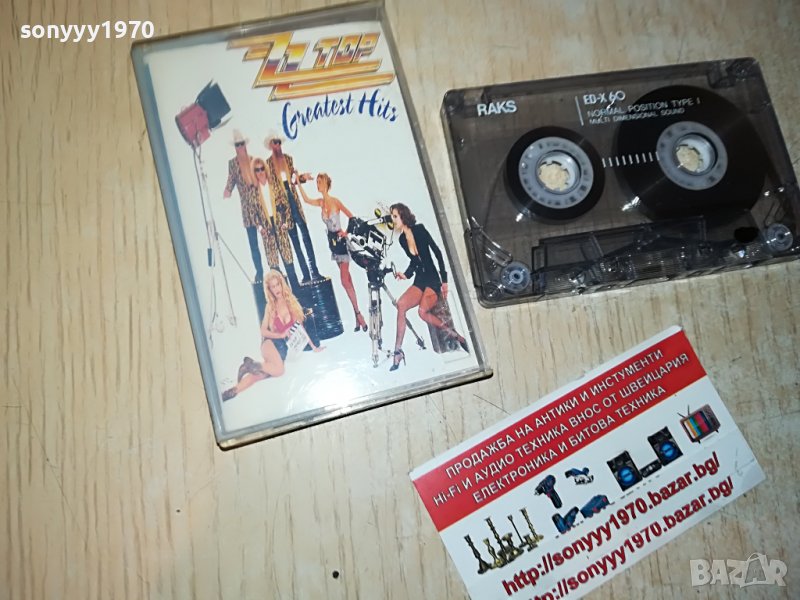 sonyyy1970
ZZ TOP
Greatest Hits
RAKS
ED-X 60
NORMAL POSITION TYPE I
MULTI DIMENSIONAL SOUND
ПРОДАЖБА НА АНТИКИ И ИНСТУМЕНТИ
HI-FI И АУДИО ТЕХНИКА ВНОС ОТ ШВЕЙЦАРИЯ
ЕЛЕКТРОНИКА И БИТОВА ТЕХНИКА
http://sonyyy1970.bazar.bg/
http://sonyyy1970.bazar.bg/
BAZAR